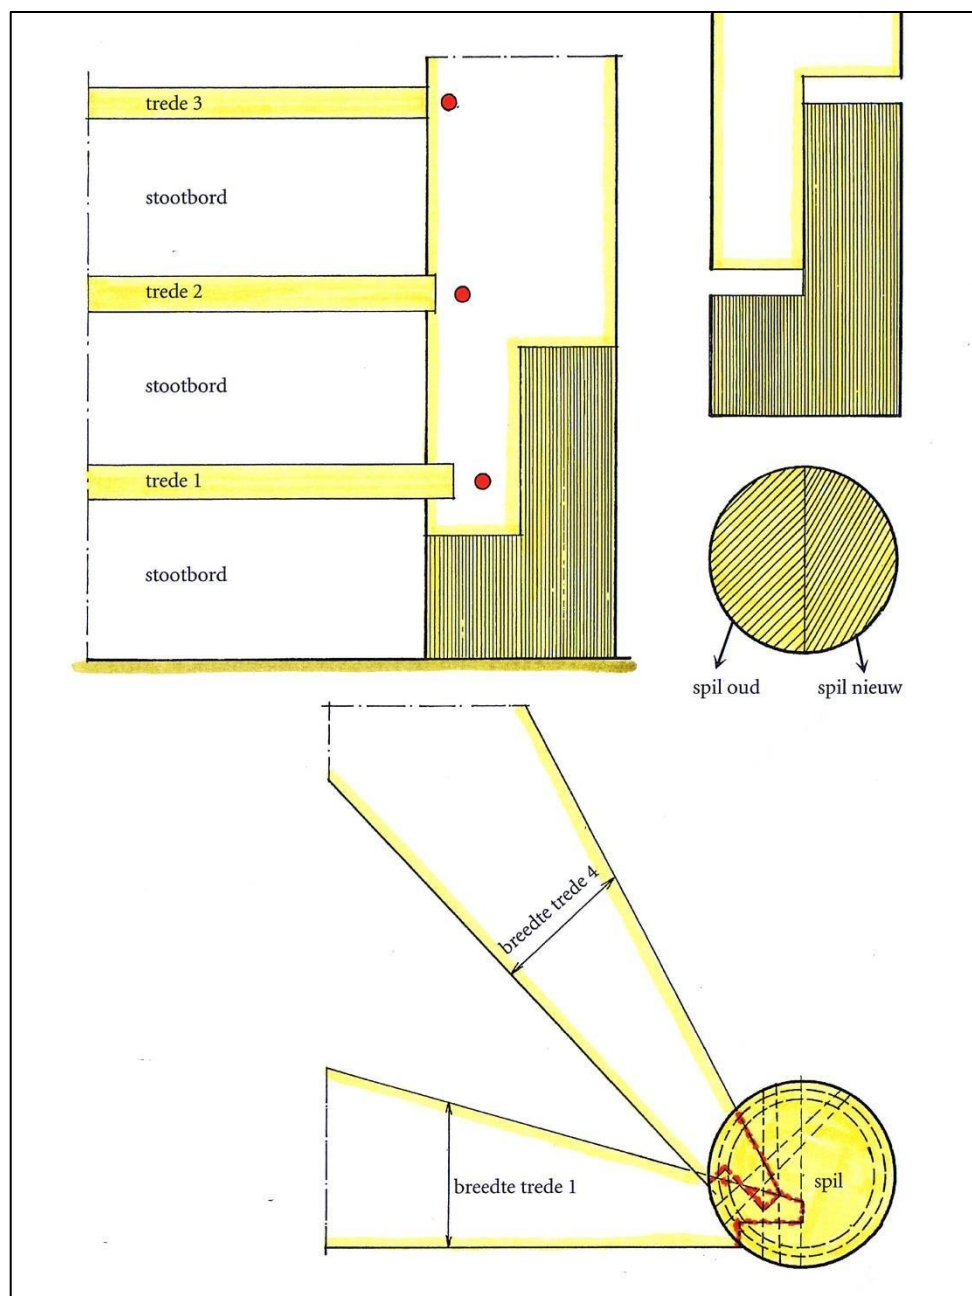 trede 3
stootbord
trede 2
stootbord
trede 1
stootbord
spil oud
spil nieuw
breedte trede 4
breedte trede 1
spil